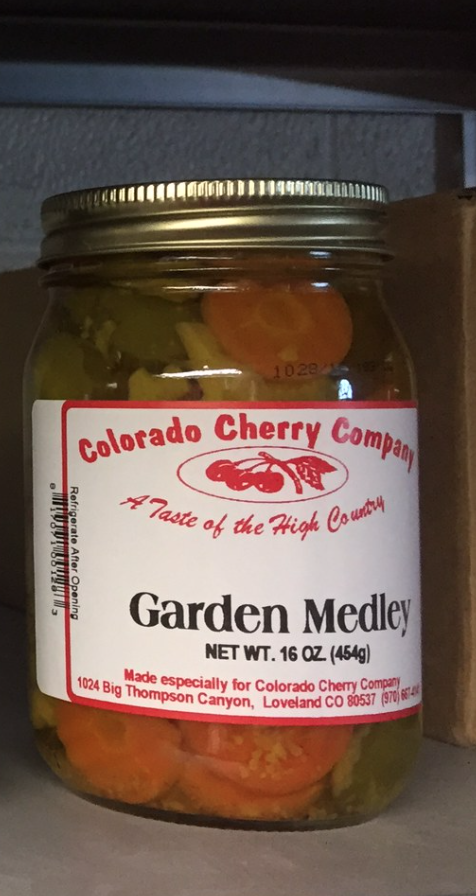 Colorado Cherry Company
A Taste of the High Country
Refrigerate After Opening
Garden Medley
NET WT. 16 OZ. (454g)
Made especially for Colorado Cherry Company
1024 Big Thompson Canyon, Loveland CO 80537 (970)